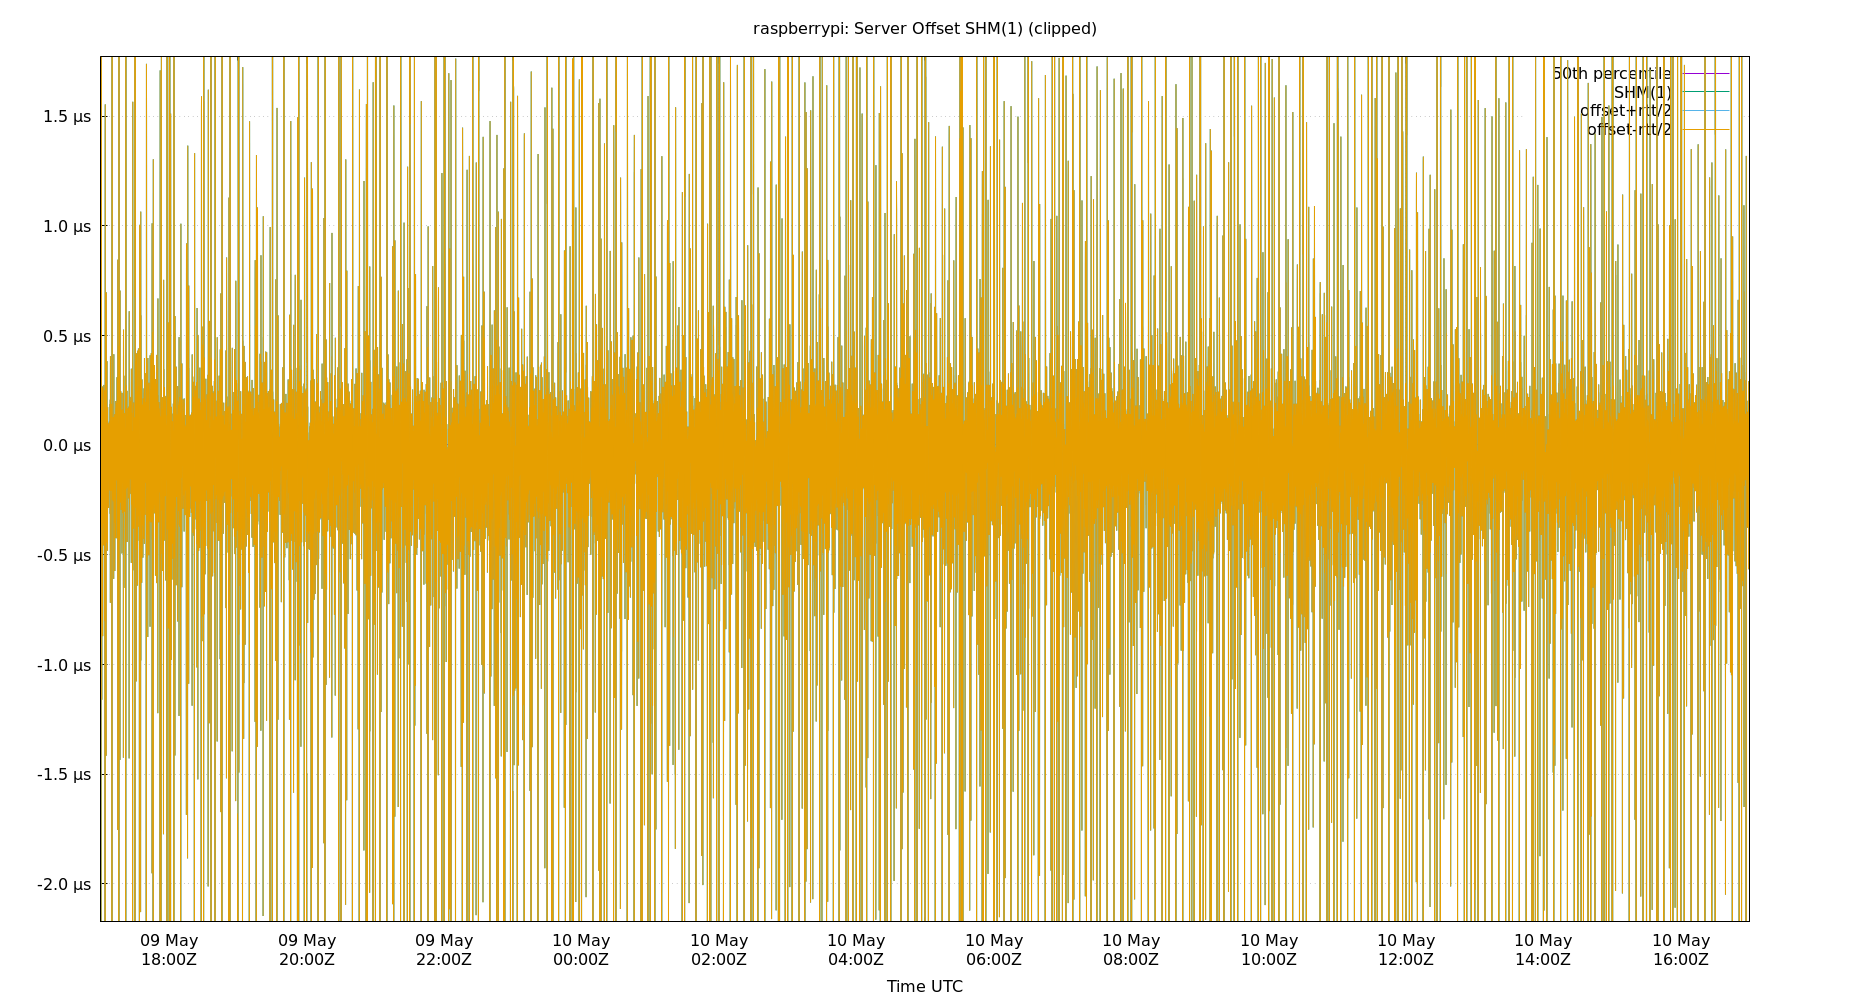 raspberrypi: Server Offset SHM(1) (clipped)
50th percentile
SHM(1)
offset+rtt/2
offset-rtt/2
1.5 µs
1.0 µs
0.5 µs
0.0 µs
-0.5 µs
-1.0 µs
-1.5 µs
-2.0 µs
09 May 09 May 09 May 10 May 10 May 10 May 10 May 10 May 10 May 10 May 10 May 10 May
18:00Z 20:00Z 22:00Z 00:00Z 02:00Z 04:00Z 06:00Z 08:00Z 10:00Z 12:00Z 14:00Z 16:00Z
Time UTC